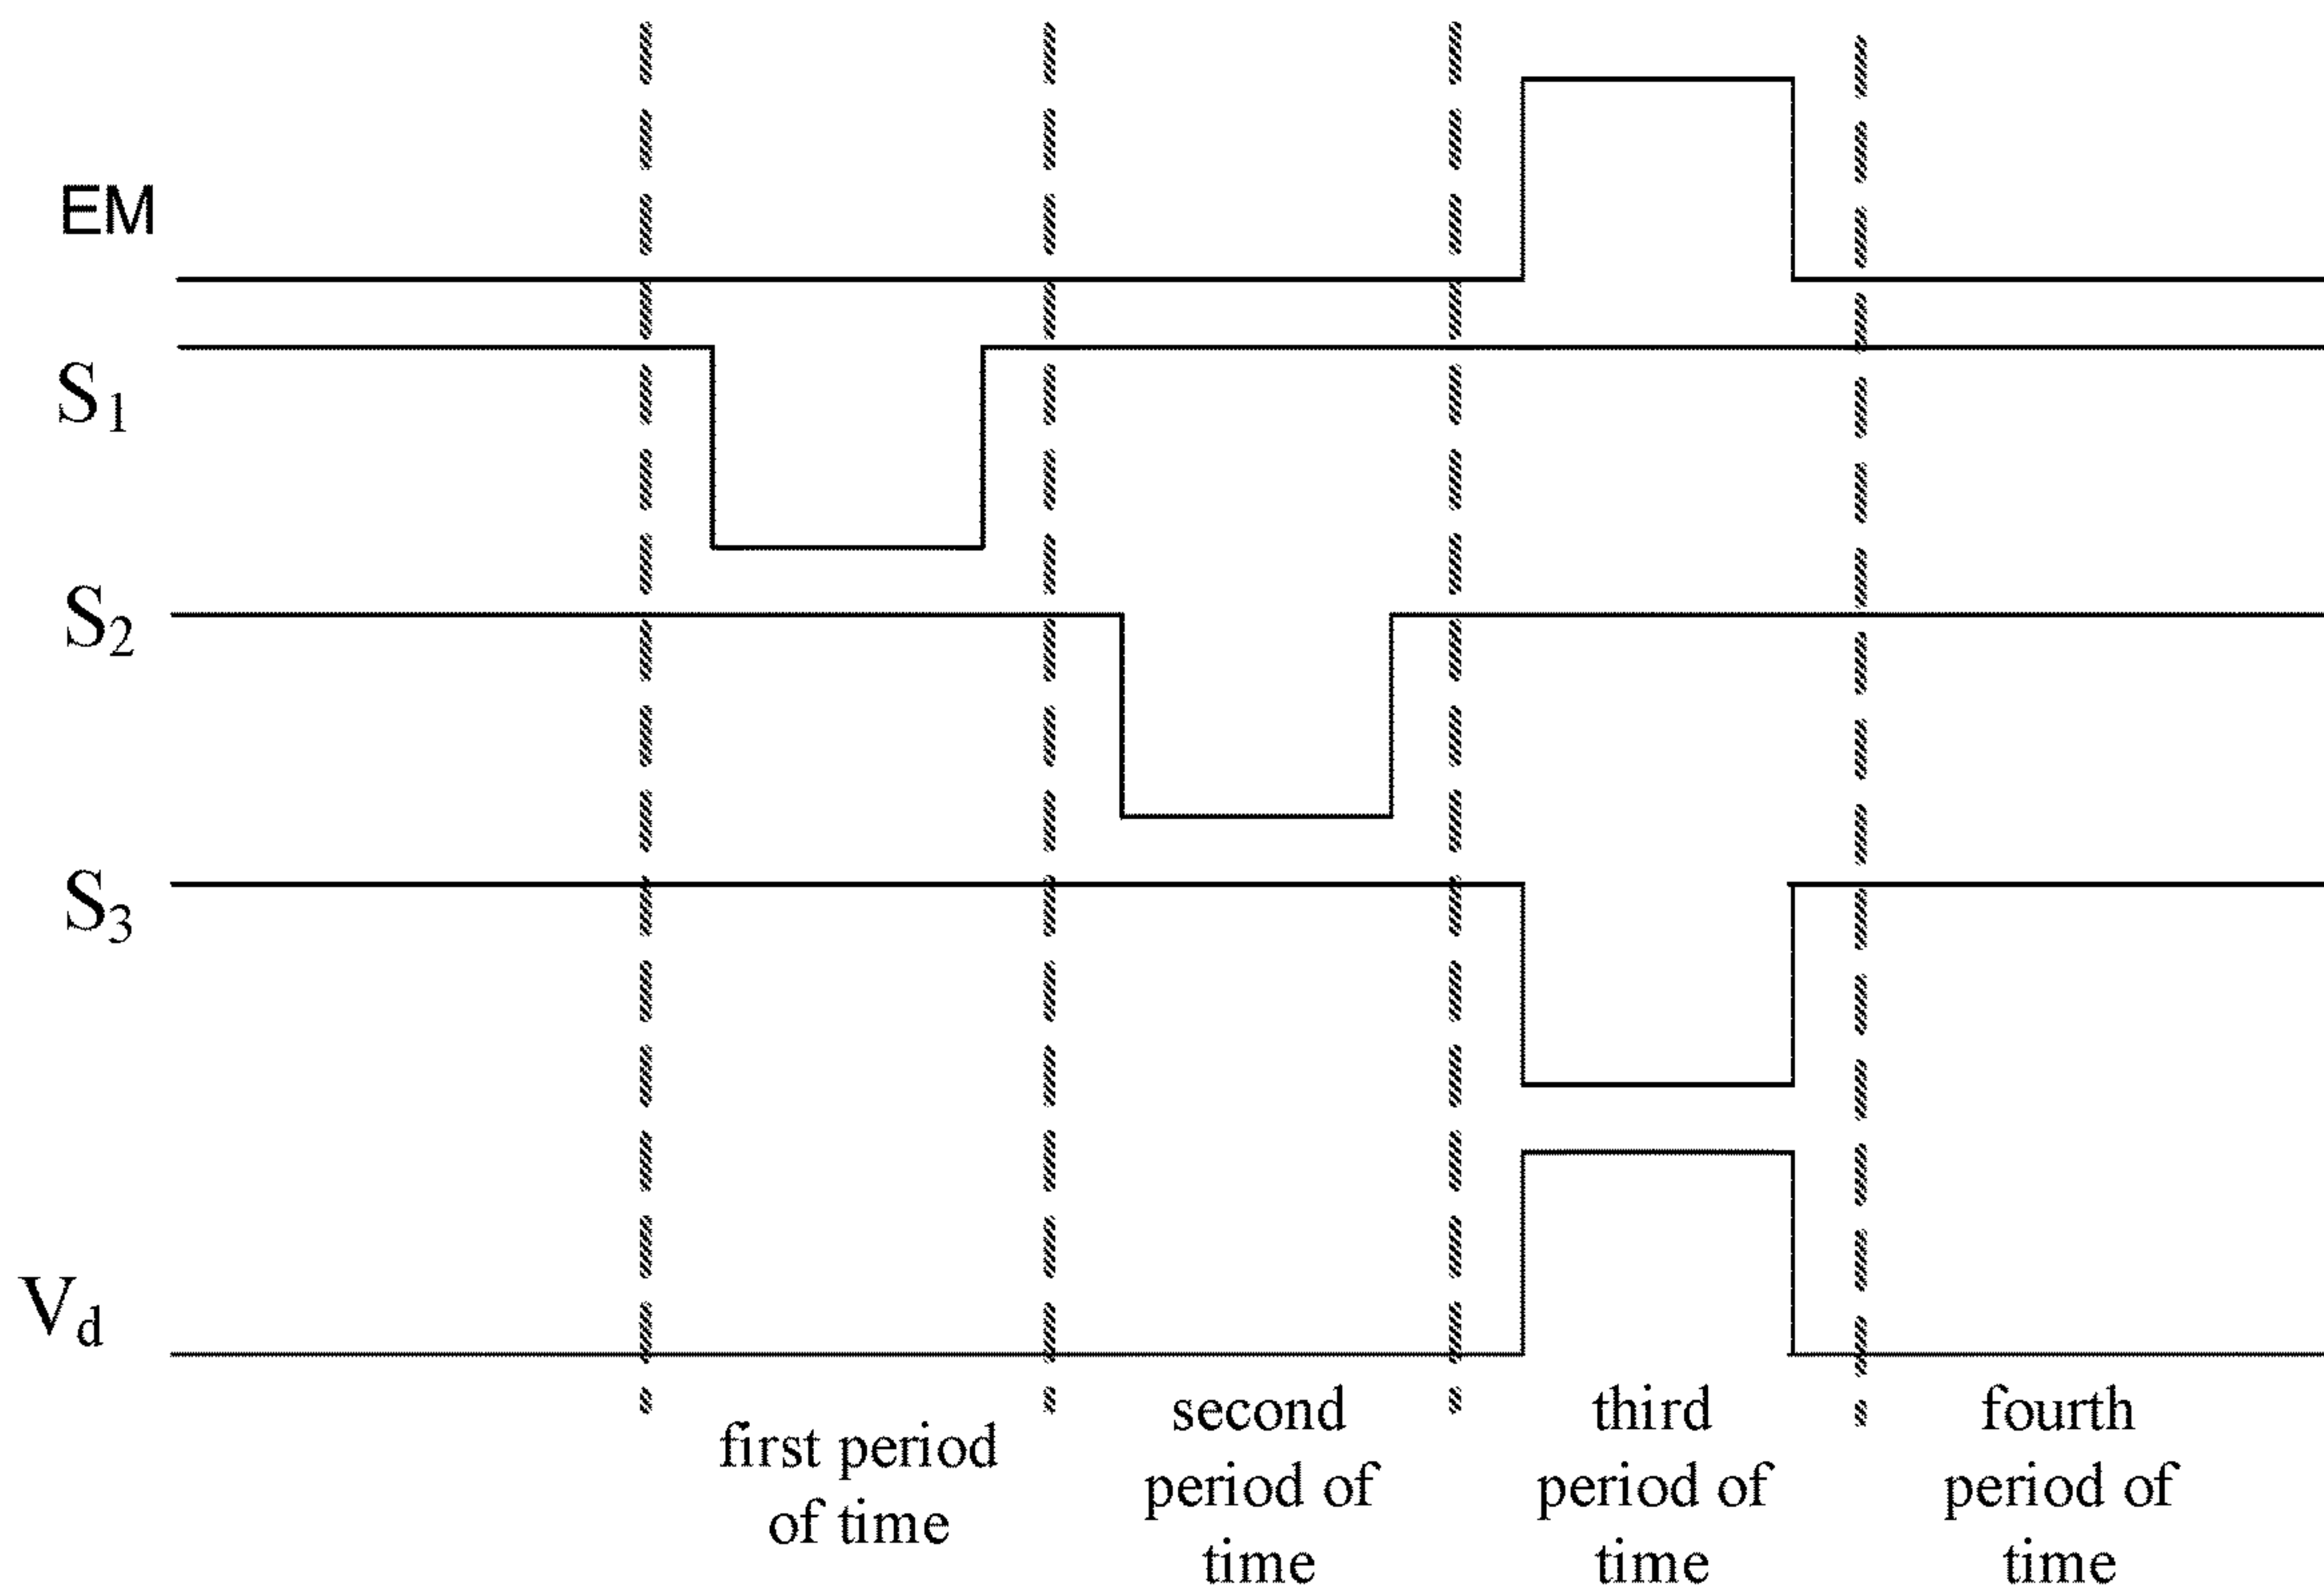 EM
S1
S2
S3
Vd
first period
of time
second
period of
time
third
period of
time
fourth
period of
time